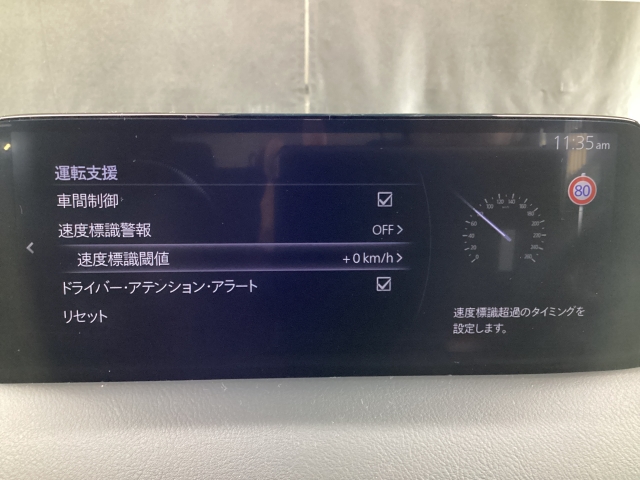 11:35 am
運転支援
車間制御
速度標識警報 OFF
速度標識閾値 +0 km/h
ドライバー・アテンション・アラート
リセット
80
速度標識超過のタイミングを
設定します。